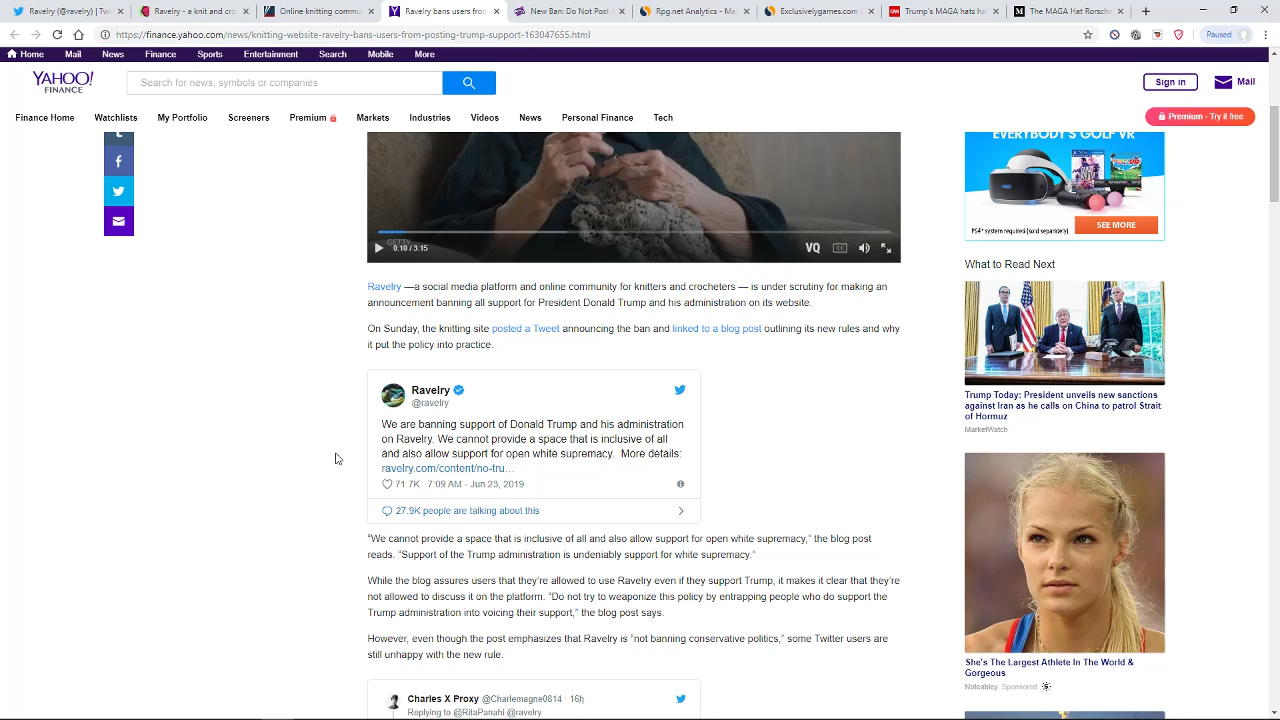 Ravelry (@ravelry) | Twi
Ravelry - a knit and cro
Online knitting commu
Ravelry bans users from
New Ban: Do Not Post I
Rpg.net Analytics - Ma
Exclusivelygames.com
Trump's MAGA hats ha
The MAGA Hat Rorscha
https://finance.yahoo.com/news/knitting-website-ravelry-bans-users-from-posting-trump-support-163047655.html
Paused
Home Mail News Finance Sports Entertainment Search Mobile More
YAHOO!
FINANCE
Search for news, symbols or companies
Sign in
Mail
Finance Home Watchlists My Portfolio Screeners Premium Markets Industries Videos News Personal Finance Tech
Premium - Try it free
GETTY
0:10 / 3:15
VQ
CC
EVERYBODY'S GOLF VR
PS4® system required (sold separately)
SEE MORE
Ravelry —a social media platform and online community for knitters and crocheters — is under scrutiny for making an
announcement banning all support for President Donald Trump and his administration on its website.
On Sunday, the knitting site posted a Tweet announcing the ban and linked to a blog post outlining its new rules and why
it put the policy into practice.
Ravelry
@ravelry
We are banning support of Donald Trump and his administration
on Ravelry. We cannot provide a space that is inclusive of all
and also allow support for open white supremacy. More details:
ravelry.com/content/no-tru…
71.7K 7:09 AM - Jun 23, 2019
27.9K people are talking about this
“We cannot provide a space that is inclusive of all and also allow support for open white supremacy,” the blog post
reads. “Support of the Trump administration is undeniably support for white supremacy.”
While the blog assures users that they’re allowed to use Ravelry even if they support Trump, it makes it clear that they’re
not allowed to discuss it on the platform. “Do not try to weaponize this policy by entrapping people who do support the
Trump administration into voicing their support,” the blog post says.
However, even though the post emphasizes that Ravelry is “not banning conservative politics,” some Twitter users are
still unhappy with the new rule.
Charles X Proxy @Charlemagne0814 · 18h
Replying to @RitaPanahi @ravelry
What to Read Next
Trump Today: President unveils new sanctions
against Iran as he calls on China to patrol Strait
of Hormuz
MarketWatch
She's The Largest Athlete In The World &
Gorgeous
Noteabley Sponsored